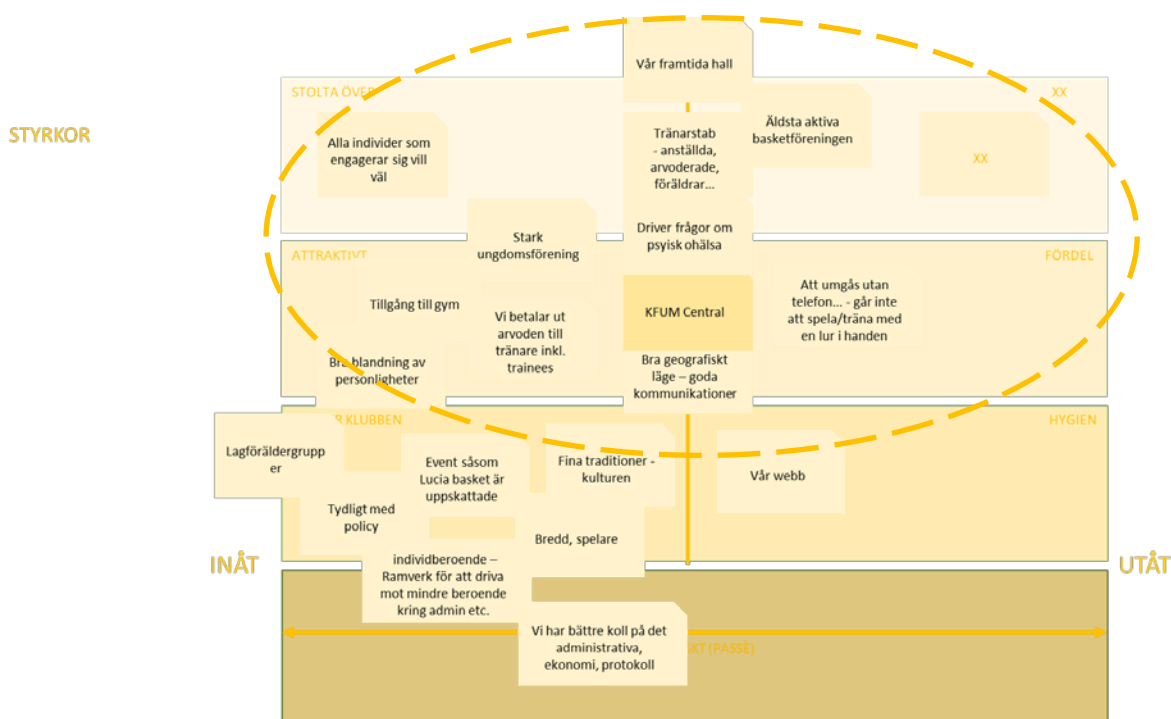 Vår framtida hall
STOLTA ÖVER
XX
STYRKOR
Alla individer som
engagerar sig vill
väl
Tränarstab
- anställda,
arvoderade,
föräldrar...
Äldsta aktiva
basketföreningen
XX
Stark
ungdomsförening
Driver frågor om
psyisk ohälsa
ATTRAKTIVT
FÖRDEL
Tillgång till gym
Vi betalar ut
arvoden till
tränare inkl.
trainees
KFUM Central
Att umgås utan
telefon... - går inte
att spela/träna med
en lur i handen
Bra blandning av
personligheter
Bra geografiskt
läge – goda
kommunikationer
KLUBBEN
HYGIEN
Lagföräldergrupp
er
Event såsom
Lucia basket är
uppskattade
Fina traditioner -
kulturen
Vår webb
Tydligt med
policy
Bredd, spelare
INÅT
UTÅT
individberoende –
Ramverk för att driva
mot mindre beroende
kring admin etc.
Vi har bättre koll på det
administrativa,
ekonomi, protokoll
(PASSÈ)